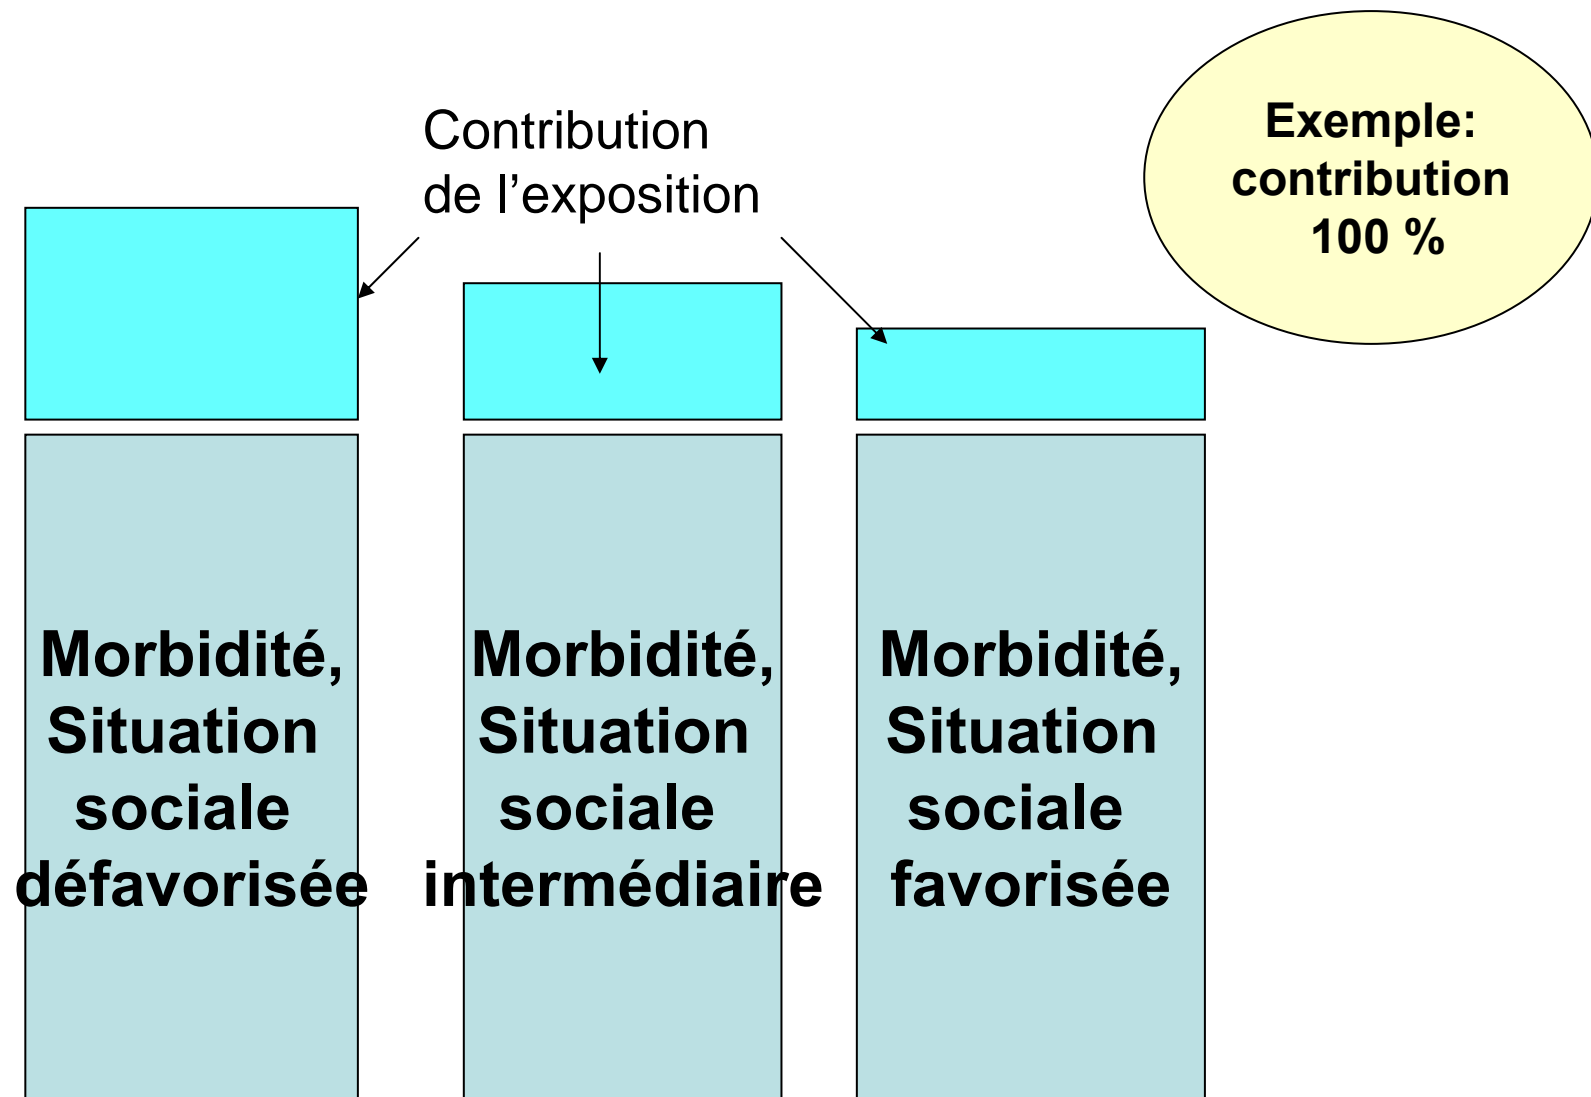 Contribution
de l’exposition
Exemple:
contribution
100 %
Morbidité,
Situation
sociale
défavorisée
Morbidité,
Situation
sociale
intermédiaire
Morbidité,
Situation
sociale
favorisée